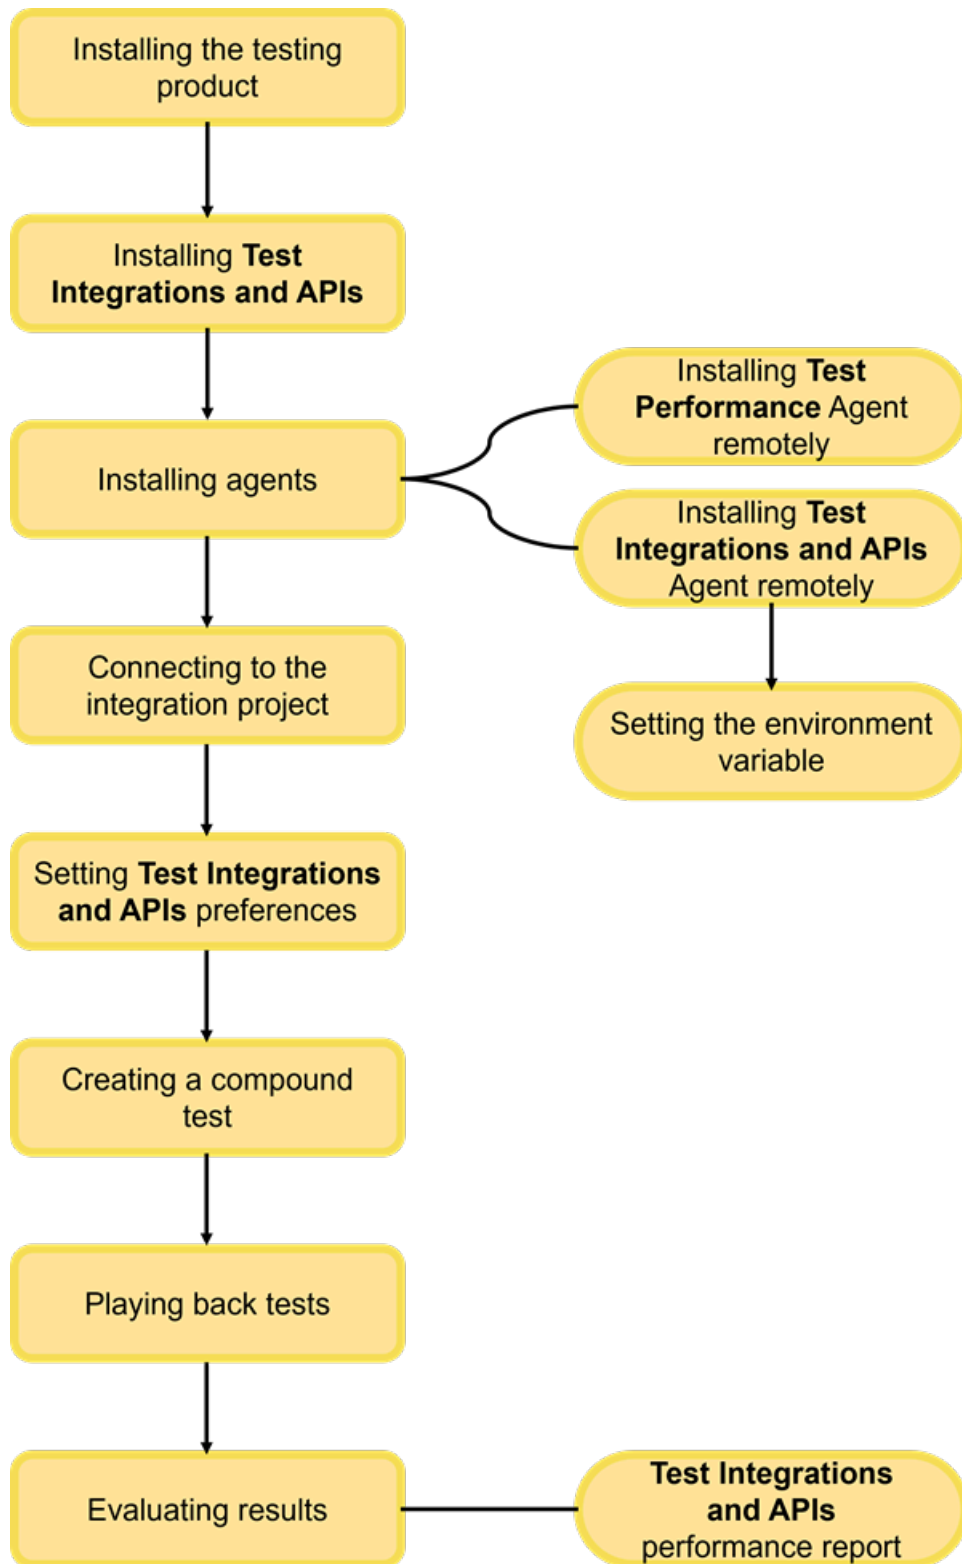 Installing the testing
product
Installing Test
Integrations and APIs
Installing agents
Installing Test
Performance Agent
remotely
Installing Test
Integrations and APIs
Agent remotely
Setting the environment
variable
Connecting to the
integration project
Setting Test Integrations
and APIs preferences
Creating a compound
test
Playing back tests
Evaluating results
Test Integrations
and APIs
performance report